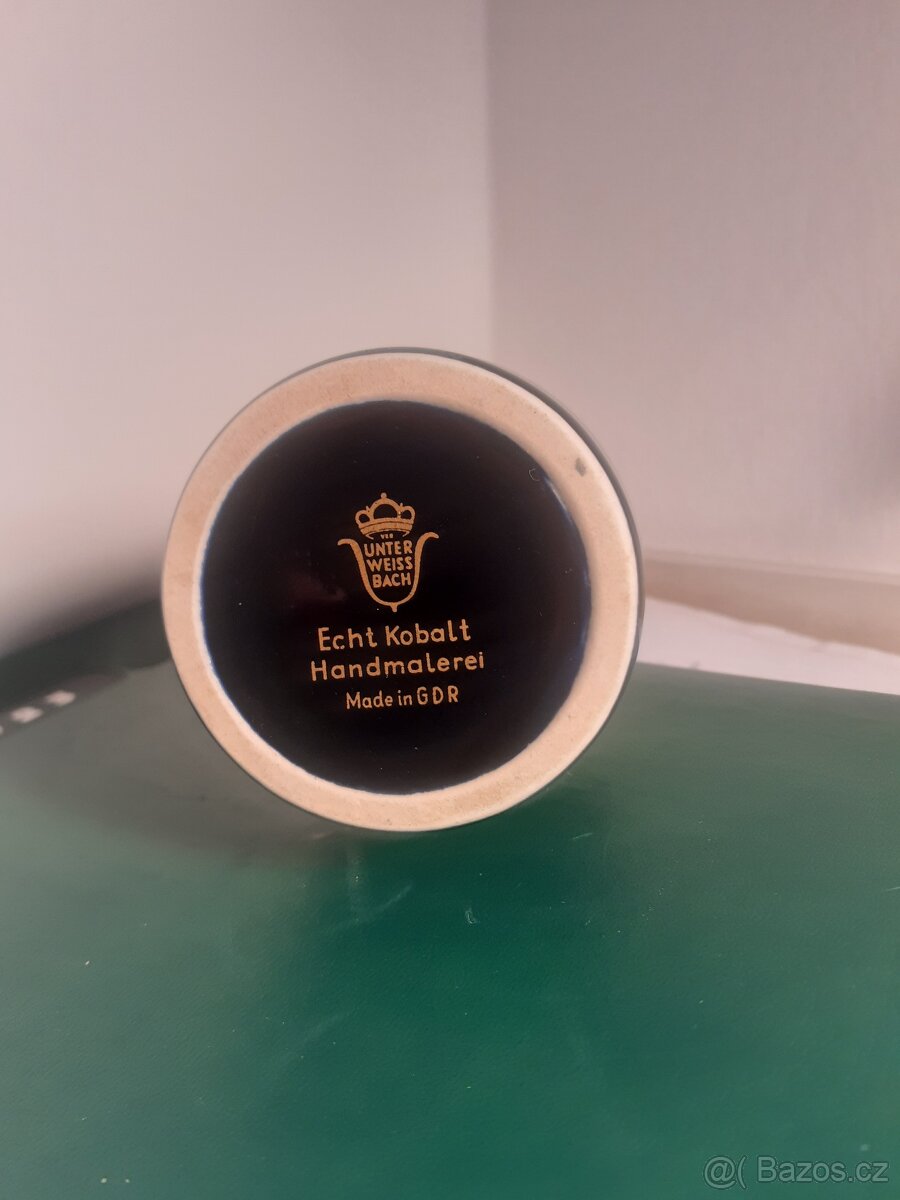 VEB
UNTER
WEISS
BACH
Echt Kobalt
Handmalerei
Made in GDR
@( Bazos.cz